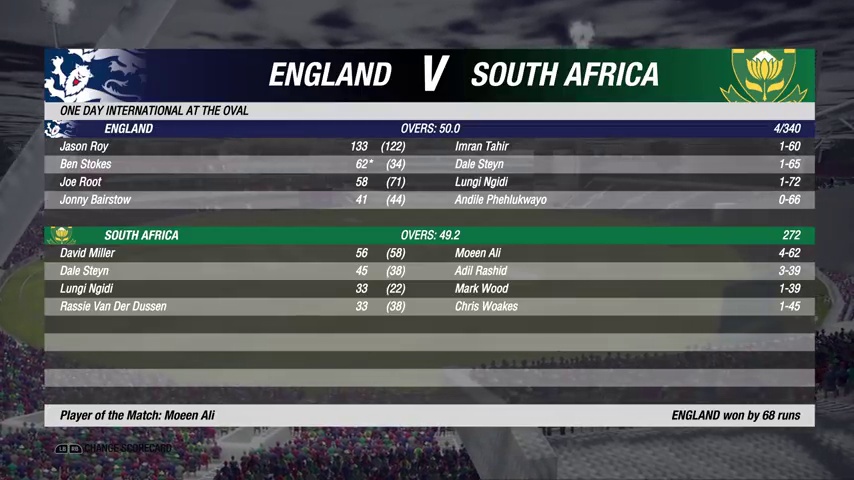 ENGLAND V SOUTH AFRICA
ONE DAY INTERNATIONAL AT THE OVAL
ENGLAND OVERS: 50.0 4/340
Jason Roy 133 (122) Imran Tahir 1-60
Ben Stokes 62* (34) Dale Steyn 1-65
Joe Root 58 (71) Lungi Ngidi 1-72
Jonny Bairstow 41 (44) Andile Phehlukwayo 0-66
SOUTH AFRICA OVERS: 49.2 272
David Miller 56 (58) Moeen Ali 4-62
Dale Steyn 45 (38) Adil Rashid 3-39
Lungi Ngidi 33 (22) Mark Wood 1-39
Rassie Van Der Dussen 33 (38) Chris Woakes 1-45
Player of the Match: Moeen Ali ENGLAND won by 68 runs
LB RB CHANGE SCORECARD